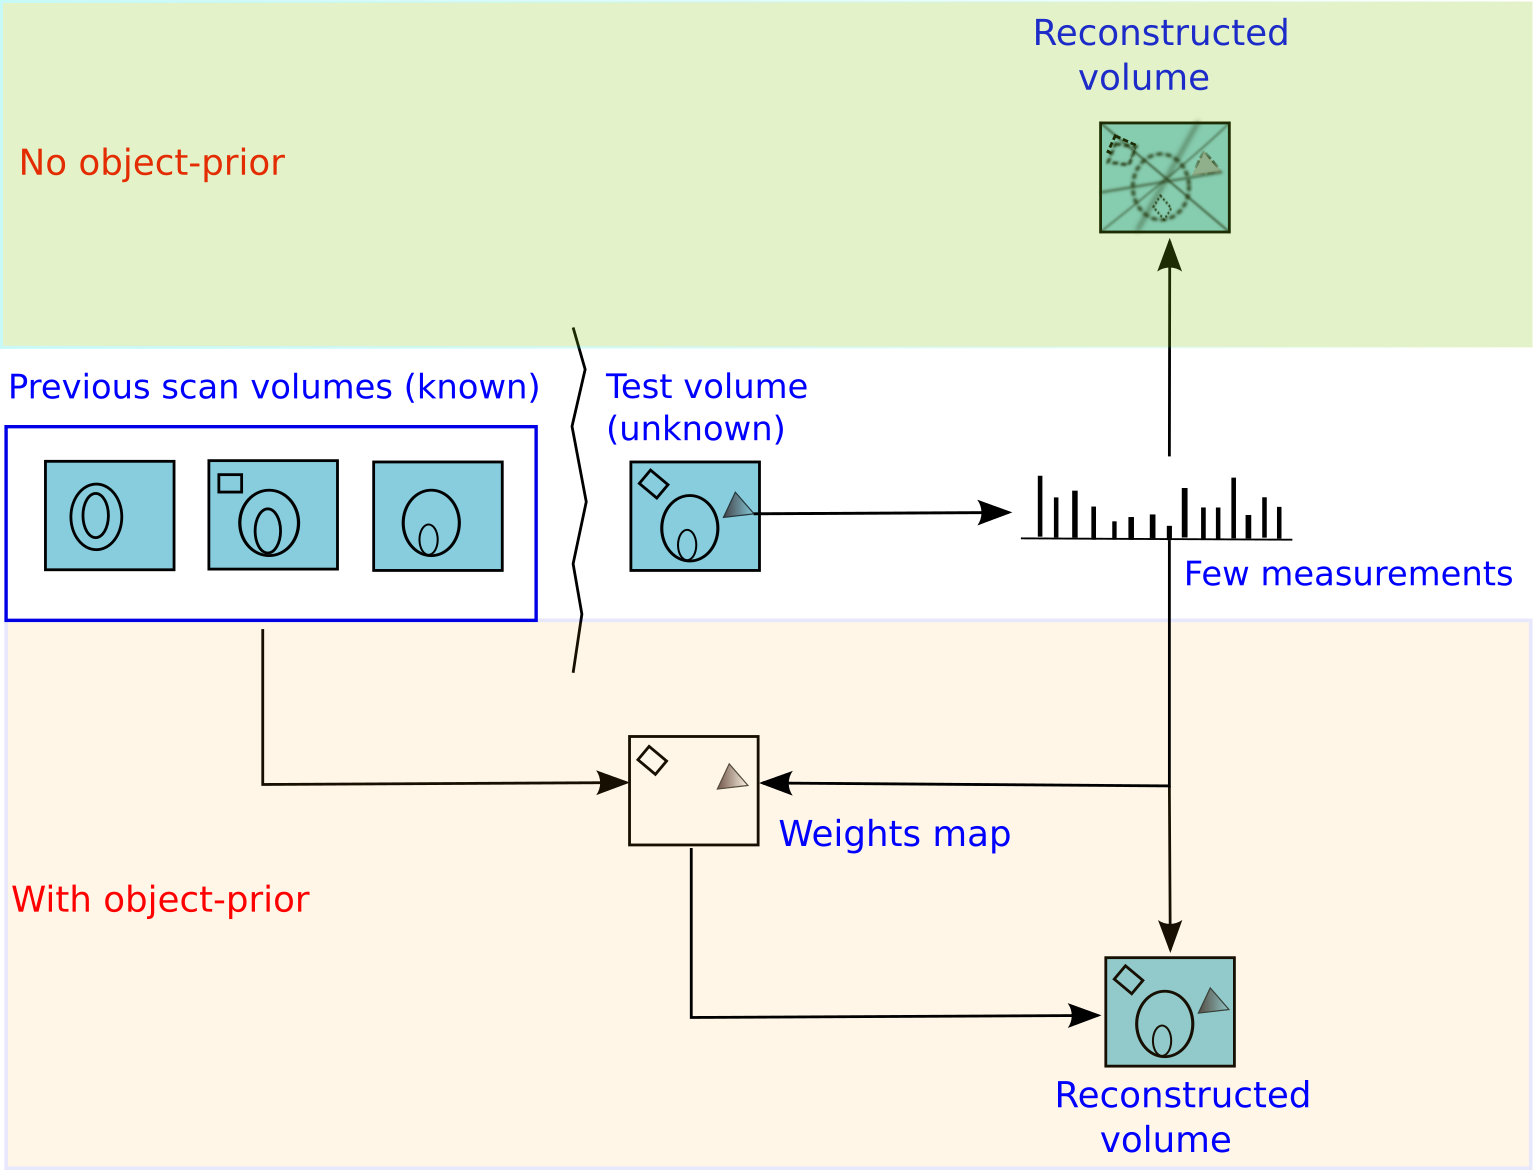 Reconstructed
volume
No object-prior
Previous scan volumes (known)
Test volume
(unknown)
Few measurements
Weights map
With object-prior
Reconstructed
volume